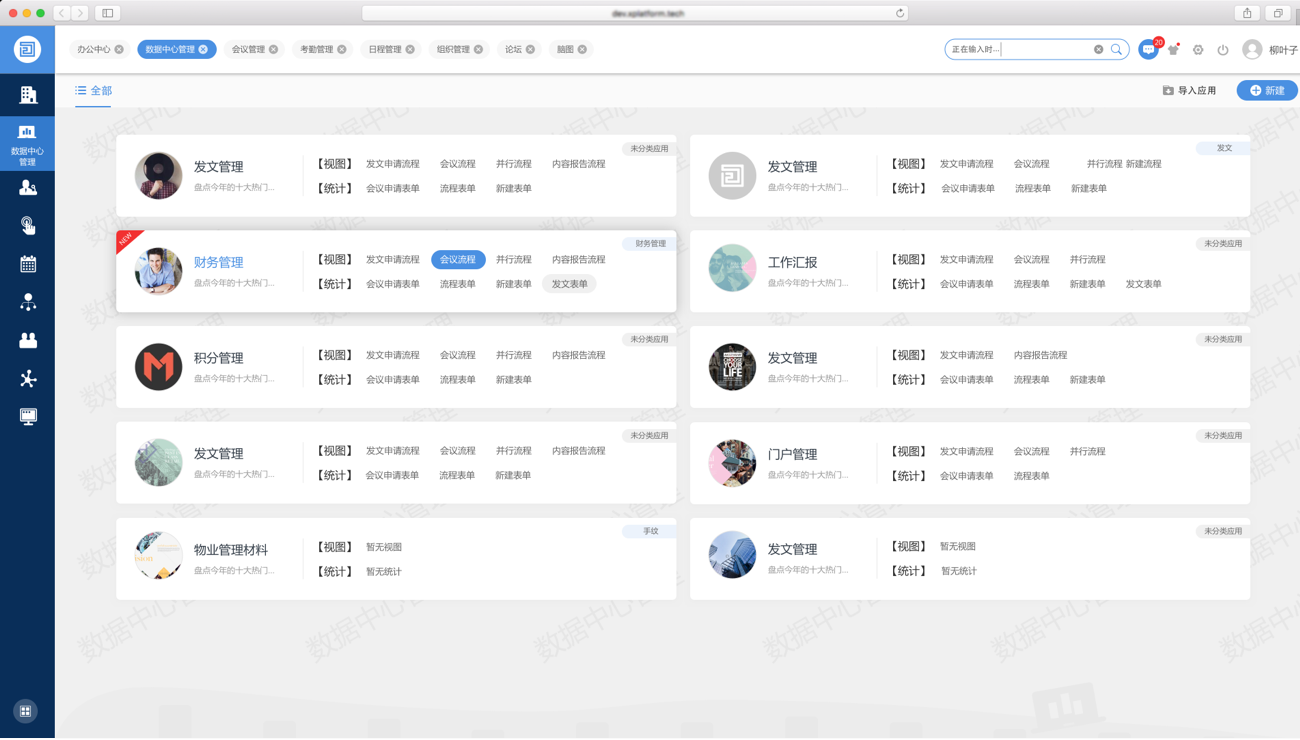 dev.xplatform.tech
办公中心
数据中心管理
会议管理
考勤管理
日程管理
组织管理
论坛
脑图
正在输入时...
20
柳叶子
全部
导入应用
新建
数据中心
管理
发文管理
盘点今年的十大热门...
【视图】 发文申请流程 会议流程 并行流程 内容报告流程
【统计】 会议申请表单 流程表单 新建表单
未分类应用
发文管理
盘点今年的十大热门...
【视图】 发文申请流程 会议流程 并行流程 新建流程
【统计】 会议申请表单 流程表单 新建表单
发文
NEW
财务管理
盘点今年的十大热门...
【视图】 发文申请流程 会议流程 并行流程 内容报告流程
【统计】 会议申请表单 流程表单 新建表单 发文表单
财务管理
工作汇报
盘点今年的十大热门...
【视图】 发文申请流程 会议流程 并行流程
【统计】 会议申请表单 流程表单 新建表单 发文表单
未分类应用
积分管理
盘点今年的十大热门...
【视图】 发文申请流程 会议流程 并行流程 内容报告流程
【统计】 会议申请表单 流程表单 新建表单
未分类应用
CHOOSE
YOUR
LIFE
发文管理
盘点今年的十大热门...
【视图】 发文申请流程 内容报告流程
【统计】 会议申请表单 流程表单 新建表单
未分类应用
发文管理
盘点今年的十大热门...
【视图】 发文申请流程 会议流程 并行流程 内容报告流程
【统计】 会议申请表单 流程表单 新建表单
未分类应用
门户管理
盘点今年的十大热门...
【视图】 发文申请流程 会议流程 并行流程
【统计】 会议申请表单 流程表单
未分类应用
物业管理材料
盘点今年的十大热门...
【视图】 暂无视图
【统计】 暂无统计
手纹
发文管理
盘点今年的十大热门...
【视图】 暂无视图
【统计】 暂无统计
未分类应用
数据中心管理
数据中心管理
数据中心管理
数据中心管理
数据中心管理